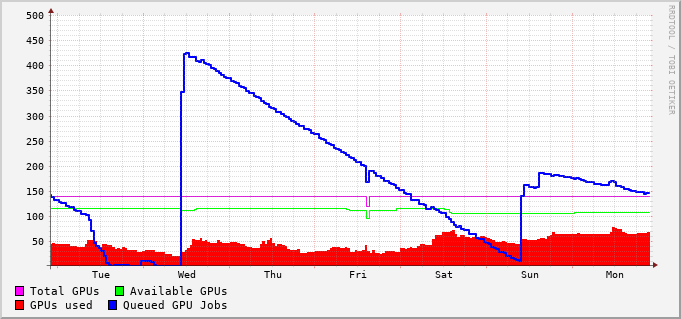 500
450
400
350
300
250
200
150
100
50
Tue Wed Thu Fri Sat Sun Mon
Total GPUs Available GPUs
GPUs used Queued GPU Jobs
RRDTOOL / TOBI OETIKER